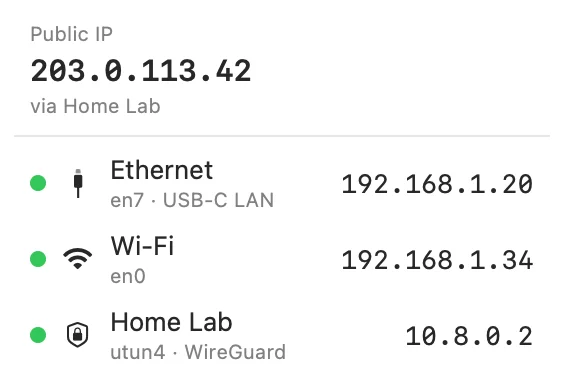 Public IP
203.0.113.42
via Home Lab
Ethernet
192.168.1.20
en7 · USB-C LAN
Wi-Fi
192.168.1.34
en0
Home Lab
10.8.0.2
utun4 · WireGuard